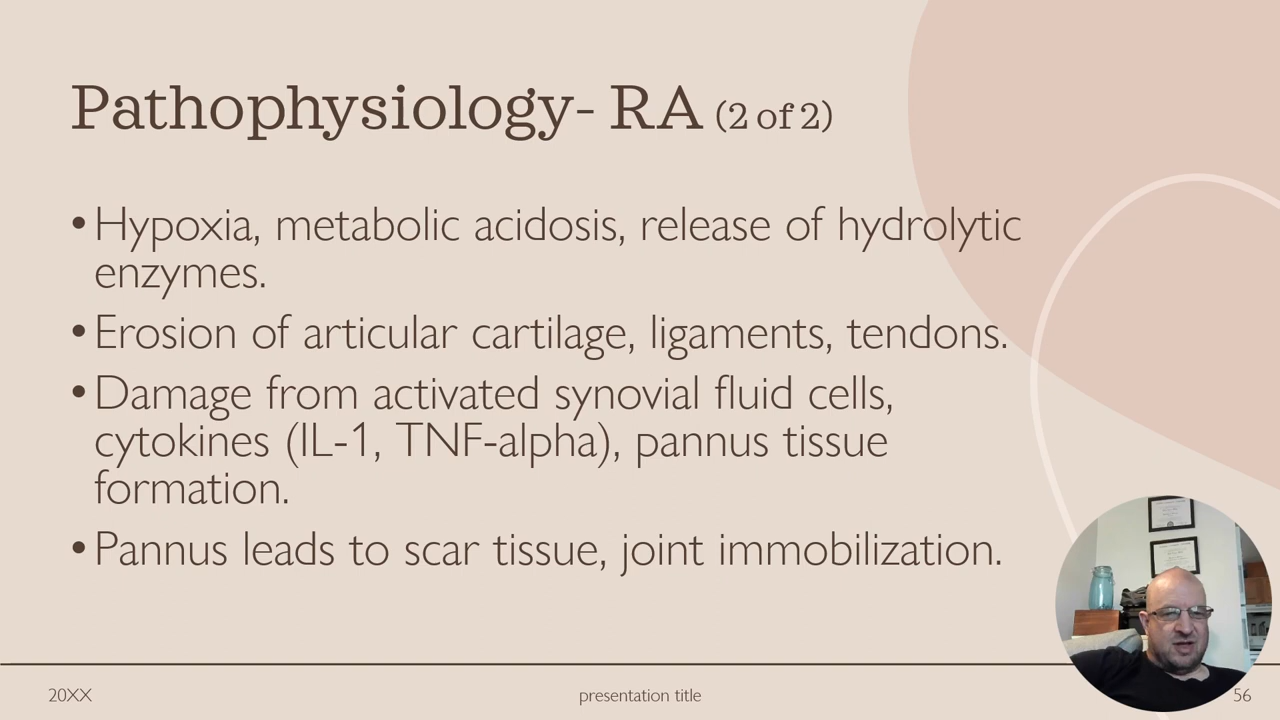 Pathophysiology- RA (2 of 2)
• Hypoxia, metabolic acidosis, release of hydrolytic
enzymes.
• Erosion of articular cartilage, ligaments, tendons.
• Damage from activated synovial fluid cells,
cytokines (IL-1, TNF-alpha), pannus tissue
formation.
• Pannus leads to scar tissue, joint immobilization.
20XX
presentation title
56